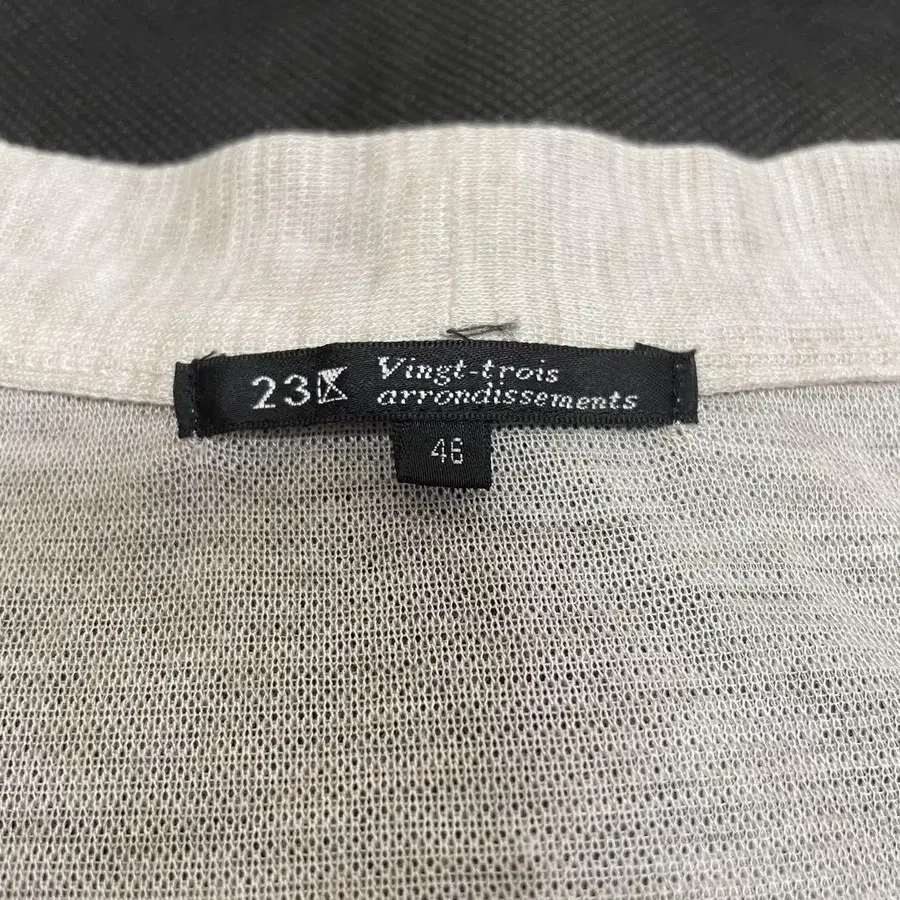 23区
Vingt-trois
arrondissements
46